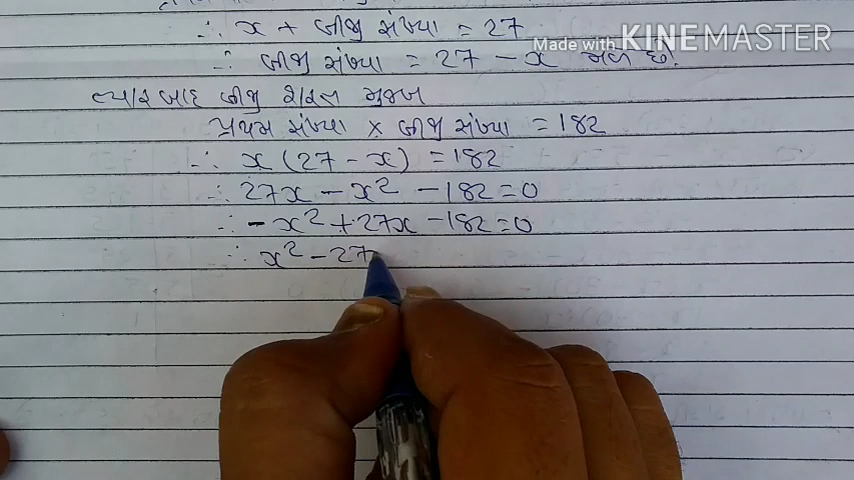 ∴ x + બીજી સંખ્યા = 27
Made with KINEMASTER
∴ બીજી સંખ્યા = 27 - x મળે છે.
ત્યારબાદ બીજી શરત મુજબ
પ્રથમ સંખ્યા × બીજી સંખ્યા = 182
∴ x (27 - x) = 182
∴ 27x - x² - 182 = 0
∴ -x² + 27x - 182 = 0
∴ x² - 27